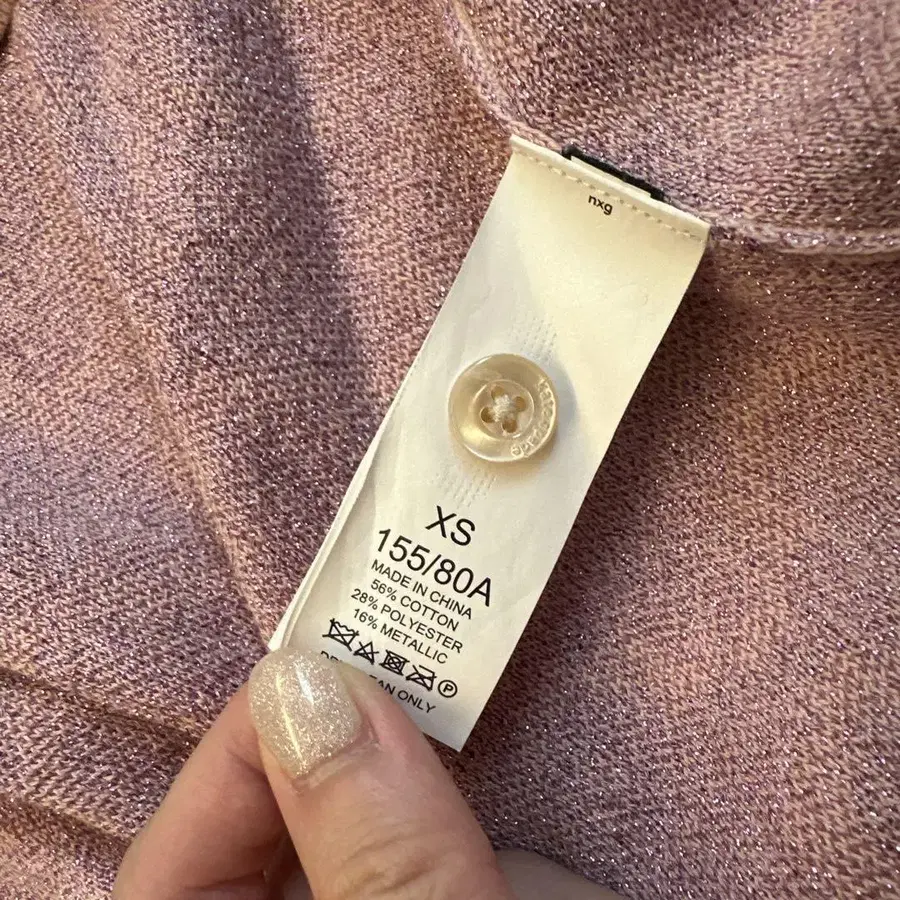 nxg
XS
155/80A
MADE IN CHINA
56% COTTON
28% POLYESTER
16% METALLIC
P
ONLY